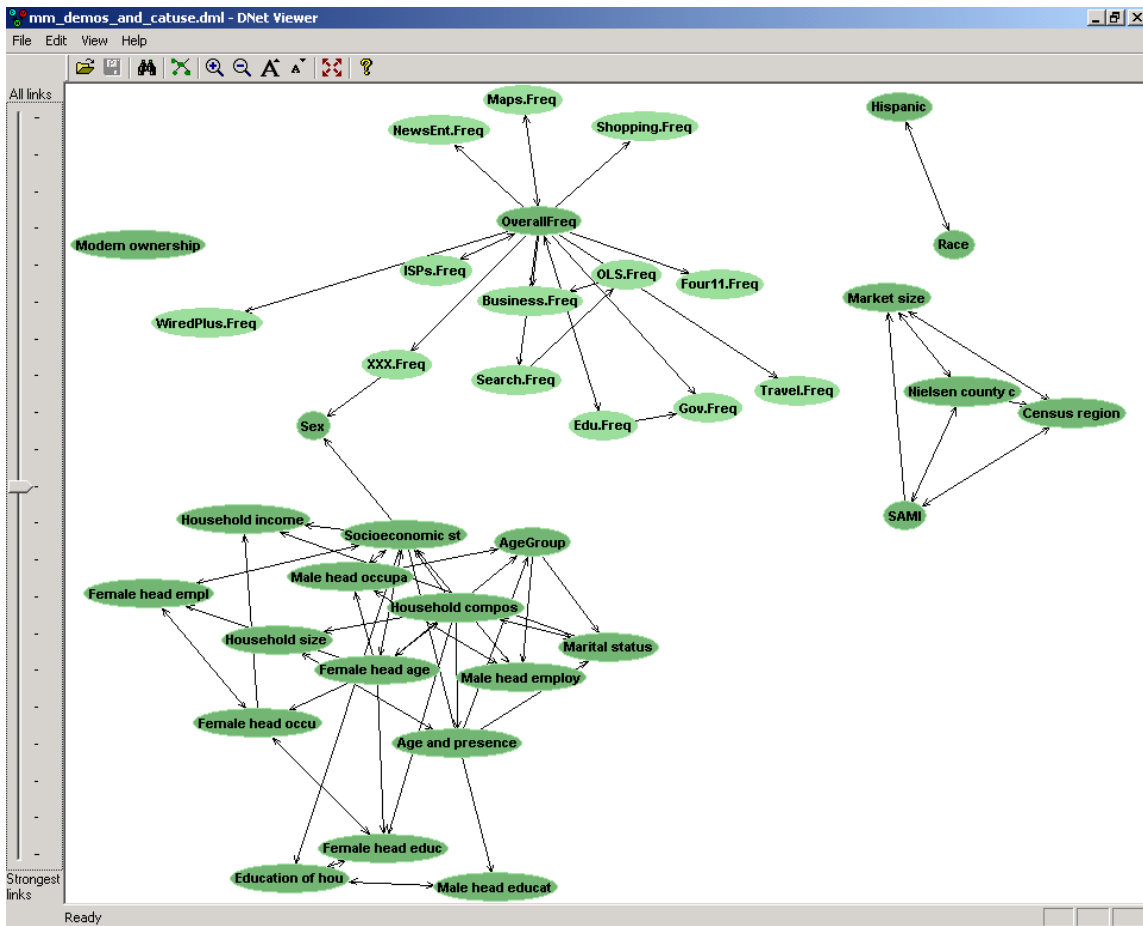 mm_demos_and_catuse.dml - DNet Viewer
File Edit View Help
All links
Maps.Freq
Hispanic
NewsEnt.Freq
Shopping.Freq
OverallFreq
Modern ownership
Race
ISPs.Freq
OLS.Freq
Four11.Freq
Business.Freq
Market size
WiredPlus.Freq
XXX.Freq
Search.Freq
Travel.Freq
Nielsen county c
Gov.Freq
Census region
Sex
Edu.Freq
SAMI
Household income
Socioeconomic st
AgeGroup
Male head occupa
Female head empl
Household compos
Household size
Marital status
Female head age
Male head employ
Female head occu
Age and presence
Female head educ
Education of hou
Male head educat
Strongest
links
Ready